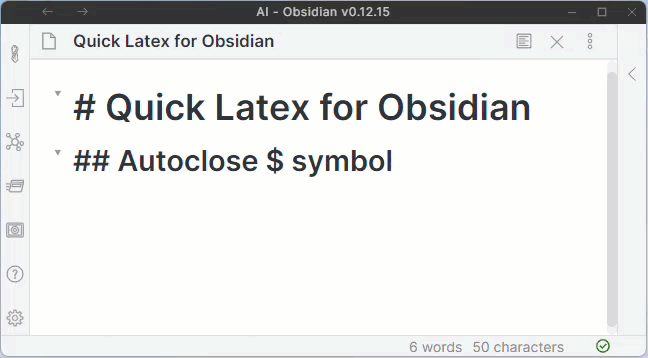 AI - Obsidian v0.12.15
Quick Latex for Obsidian
# Quick Latex for Obsidian
## Autoclose $ symbol
6 words 50 characters